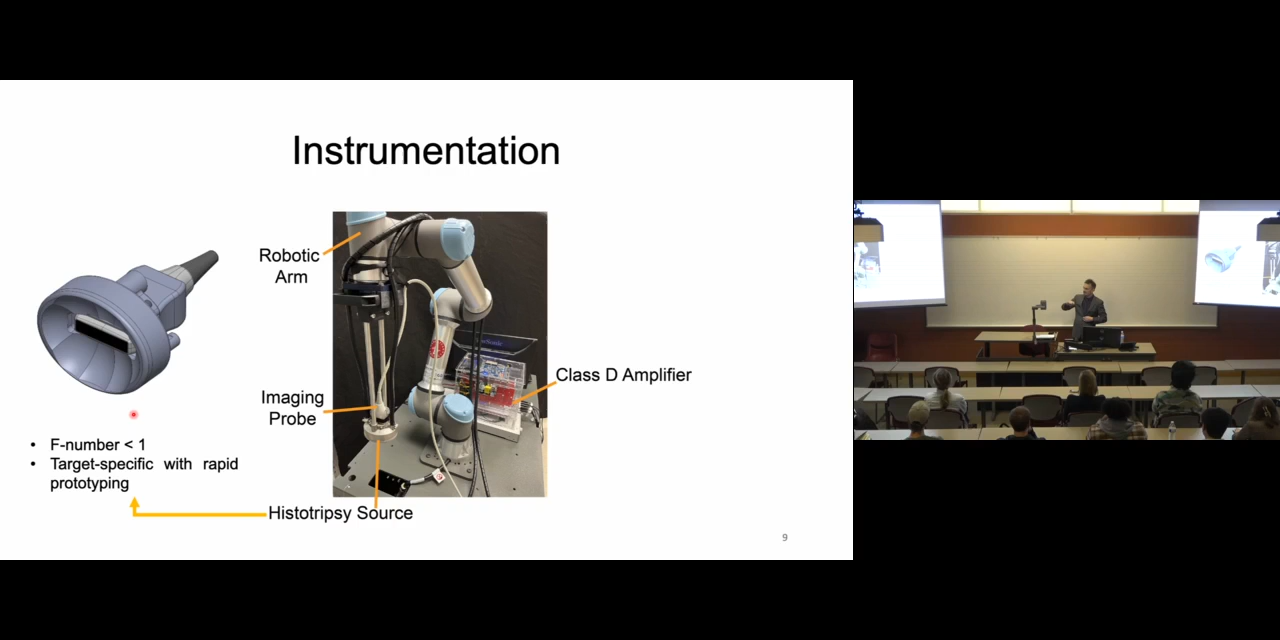 Instrumentation
Robotic
Arm
Class D Amplifier
Imaging
Probe
• F-number < 1
• Target-specific with rapid
prototyping
Histotripsy Source
9